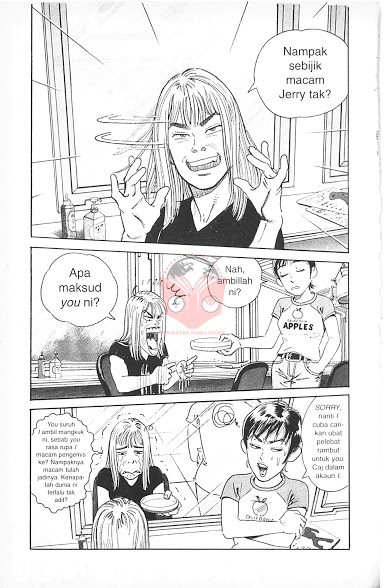 Nampak
sebijik
macam
Jerry tak?
Apa
maksud
you ni?
Nah,
ambillah
ni?
APPLES
You suruh
I ambil mangkuk
ni, sebab you
rasa rupa I
macam pengemis
ke? Nampaknya
macam tulah
jadinya. Kenapa-
lah dunia ni
terlalu tak
adil?
SORRY,
nanti I
cuba cari-
kan ubat
pelebat
rambut
untuk you.
Caj dalam
akaun I.